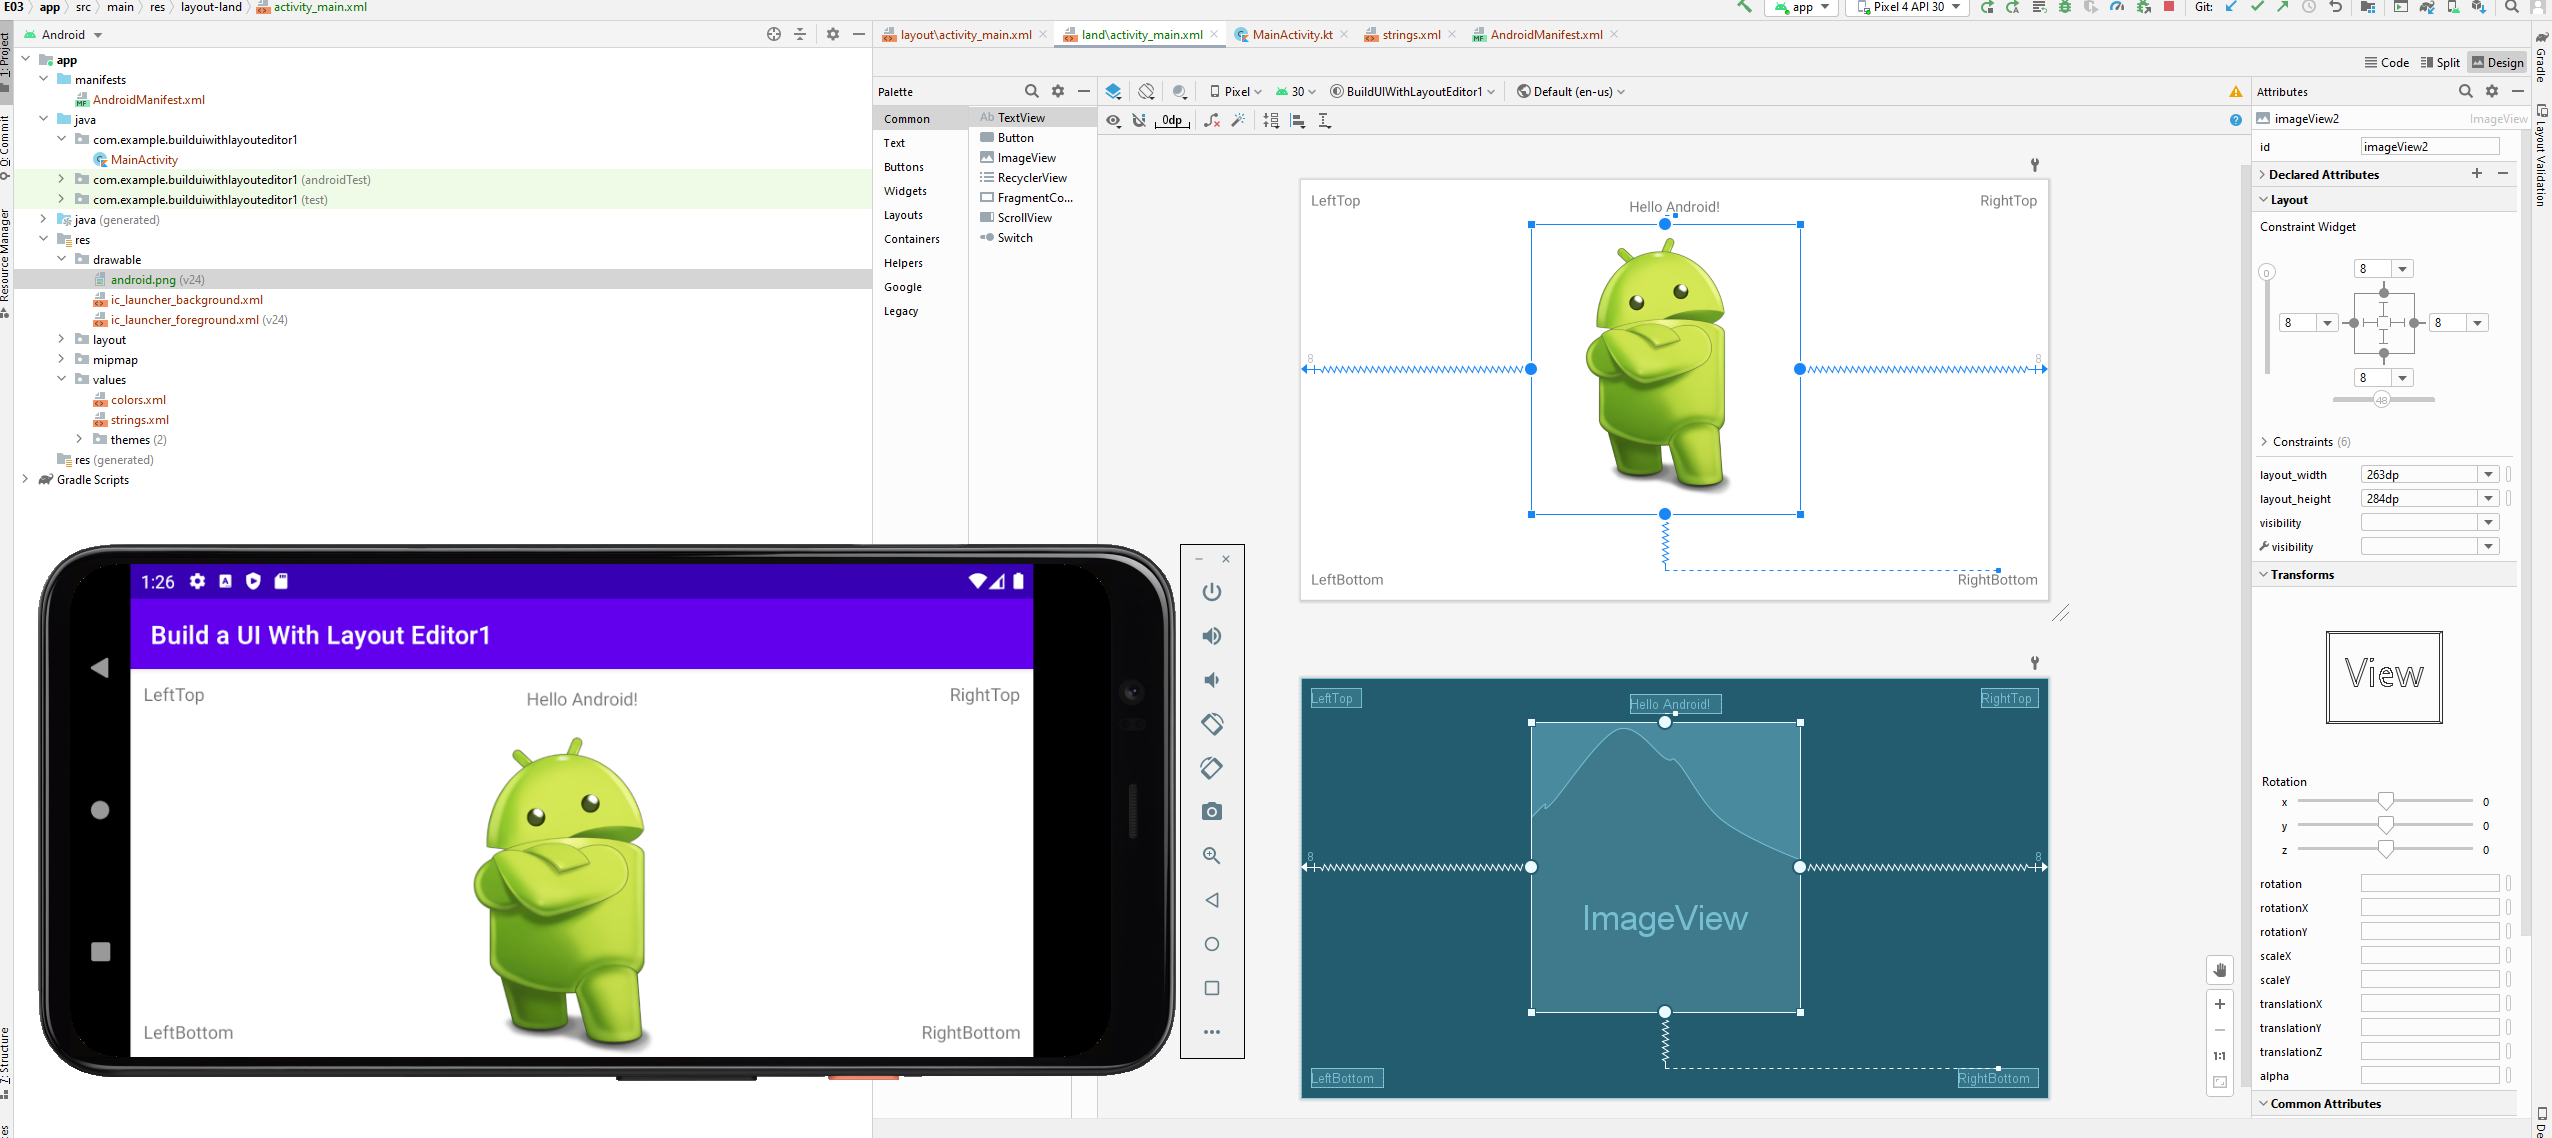 E03 app src main res layout-land activity_main.xml
app Pixel 4 API 30 Git:
Android
layout\activity_main.xml land\activity_main.xml MainActivity.kt strings.xml AndroidManifest.xml
Code Split Design
1: Project
0: Commit
Resource Manager
7: Structure
Gradle
Layout Validation
app
manifests
AndroidManifest.xml
java
com.example.builduiwithlayouteditor1
MainActivity
com.example.builduiwithlayouteditor1 (androidTest)
com.example.builduiwithlayouteditor1 (test)
java (generated)
res
drawable
android.png (v24)
ic_launcher_background.xml
ic_launcher_foreground.xml (v24)
layout
mipmap
values
colors.xml
strings.xml
themes (2)
res (generated)
Gradle Scripts
Palette
Common
Text
Buttons
Widgets
Layouts
Containers
Helpers
Google
Legacy
Ab TextView
Button
ImageView
RecyclerView
FragmentCo...
ScrollView
Switch
Pixel 30 BuildUIWithLayoutEditor1 Default (en-us)
0dp
LeftTop Hello Android! RightTop
8 8
LeftBottom RightBottom
LeftTop Hello Android! RightTop
8 8
ImageView
LeftBottom RightBottom
1:1
1:26
Build a UI With Layout Editor1
LeftTop Hello Android! RightTop
LeftBottom RightBottom
Attributes
imageView2 ImageView
id imageView2
Declared Attributes
Layout
Constraint Widget
0
8
8 8
8
48
Constraints (6)
layout_width 263dp
layout_height 284dp
visibility
visibility
Transforms
View
Rotation
x 0
y 0
z 0
rotation
rotationX
rotationY
scaleX
scaleY
translationX
translationY
translationZ
alpha
Common Attributes